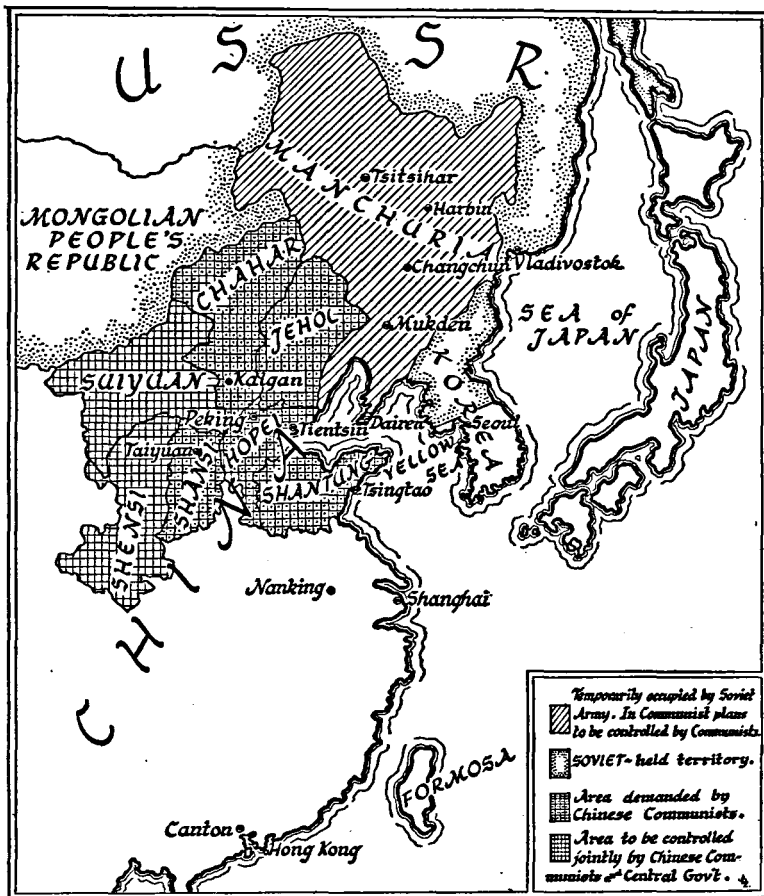 U S S R.
MONGOLIAN
PEOPLE'S
REPUBLIC
MANCHURIA
Tsitsihar
Harbin
Changchun
Vladivostok
Mukden
CHAHAR
JEHOL
SUIYUAN
Kalgan
Peking
Tientsin
Dairen
KOREA
Seoul
SEA of
JAPAN
JAPAN
Taiyuan
SHANSI
HOPEI
SHANTUNG
YELLOW
SEA
Tsingtao
SHENSI
CHINA
Nanking
Shanghai
FORMOSA
Canton
Hong Kong
Temporarily occupied by Soviet
Army. In Communist plans
to be controlled by Communists.
SOVIET-held territory.
Area demanded by
Chinese Communists.
Area to be controlled
jointly by Chinese Com-
munists and Central Govt.